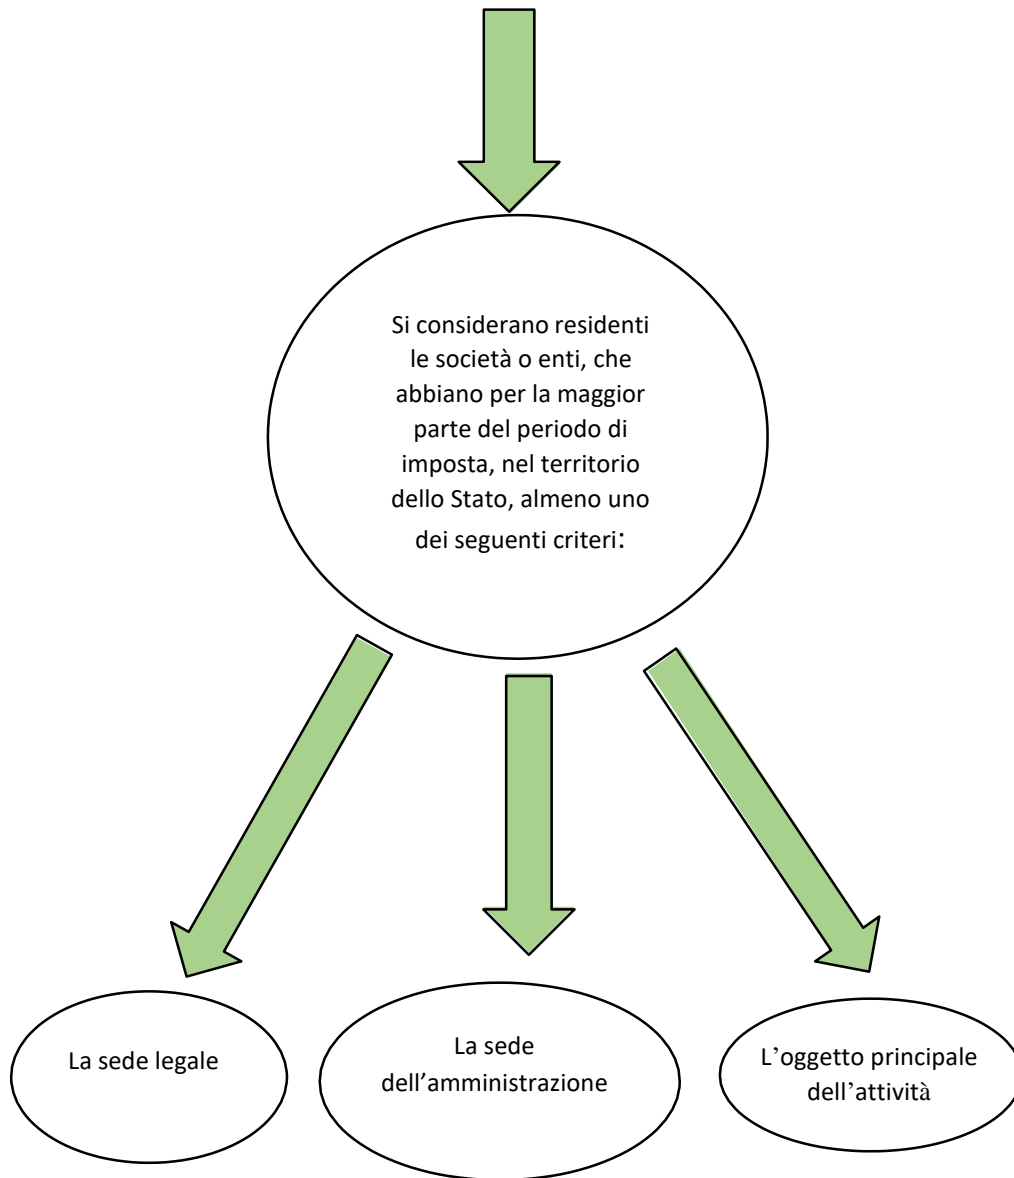 Si considerano residenti
le società o enti, che
abbiano per la maggior
parte del periodo di
imposta, nel territorio
dello Stato, almeno uno
dei seguenti criteri:
La sede legale
La sede
dell’amministrazione
L’oggetto principale
dell’attività